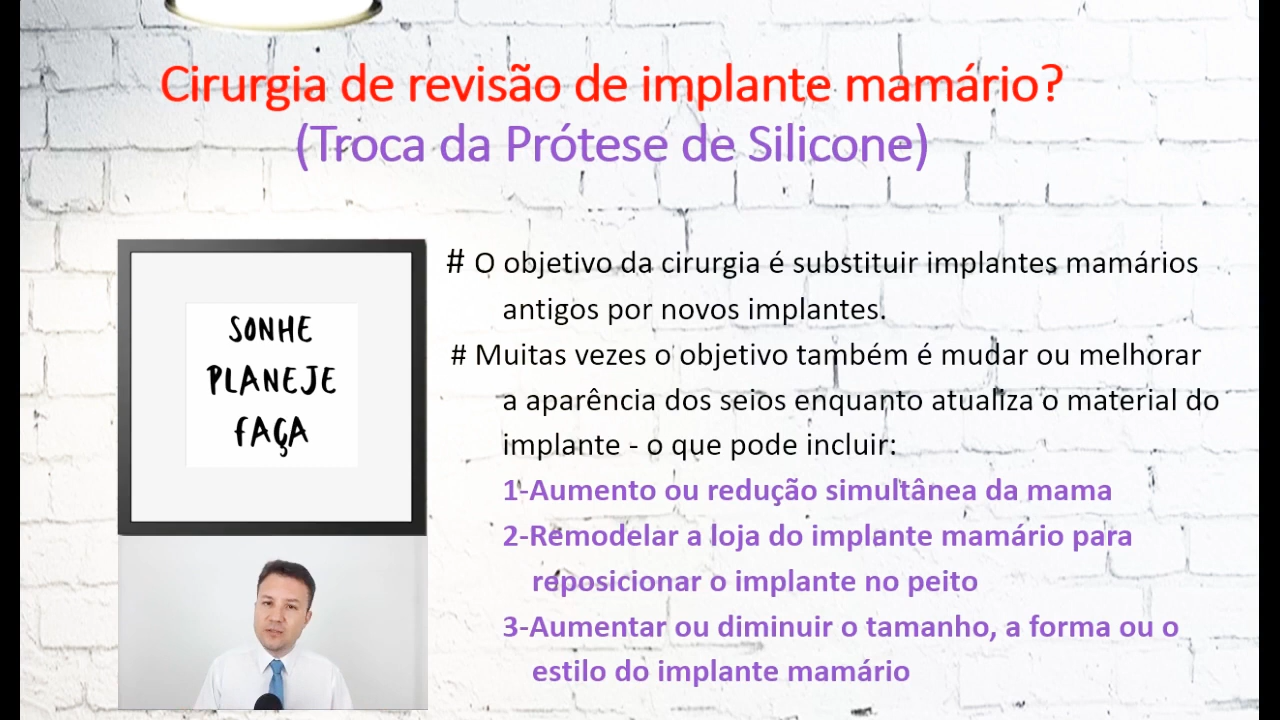 Cirurgia de revisão de implante mamário?
(Troca da Prótese de Silicone)
SONHE
PLANEJE
FAÇA
# O objetivo da cirurgia é substituir implantes mamários
antigos por novos implantes.
# Muitas vezes o objetivo também é mudar ou melhorar
a aparência dos seios enquanto atualiza o material do
implante - o que pode incluir:
1-Aumento ou redução simultânea da mama
2-Remodelar a loja do implante mamário para
reposicionar o implante no peito
3-Aumentar ou diminuir o tamanho, a forma ou o
estilo do implante mamário